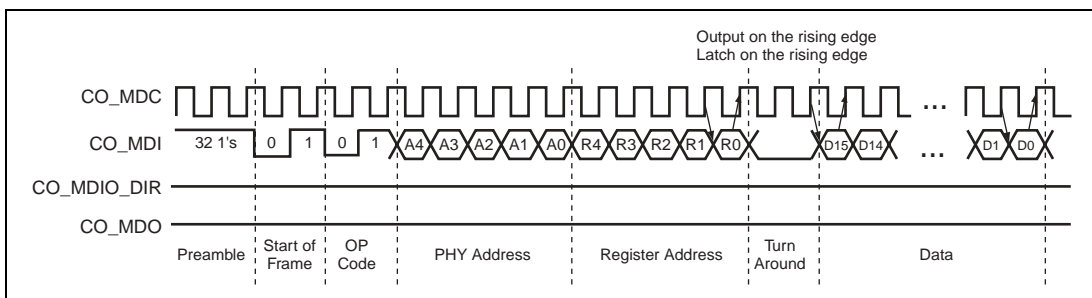 Output on the rising edge
Latch on the rising edge
CO_MDC
...
CO_MDI 32 1's 0 1 0 1 A4 A3 A2 A1 A0 R4 R3 R2 R1 R0 D15 D14 ... D1 D0
CO_MDIO_DIR
CO_MDO
Preamble Start of Frame OP Code PHY Address Register Address Turn Around Data